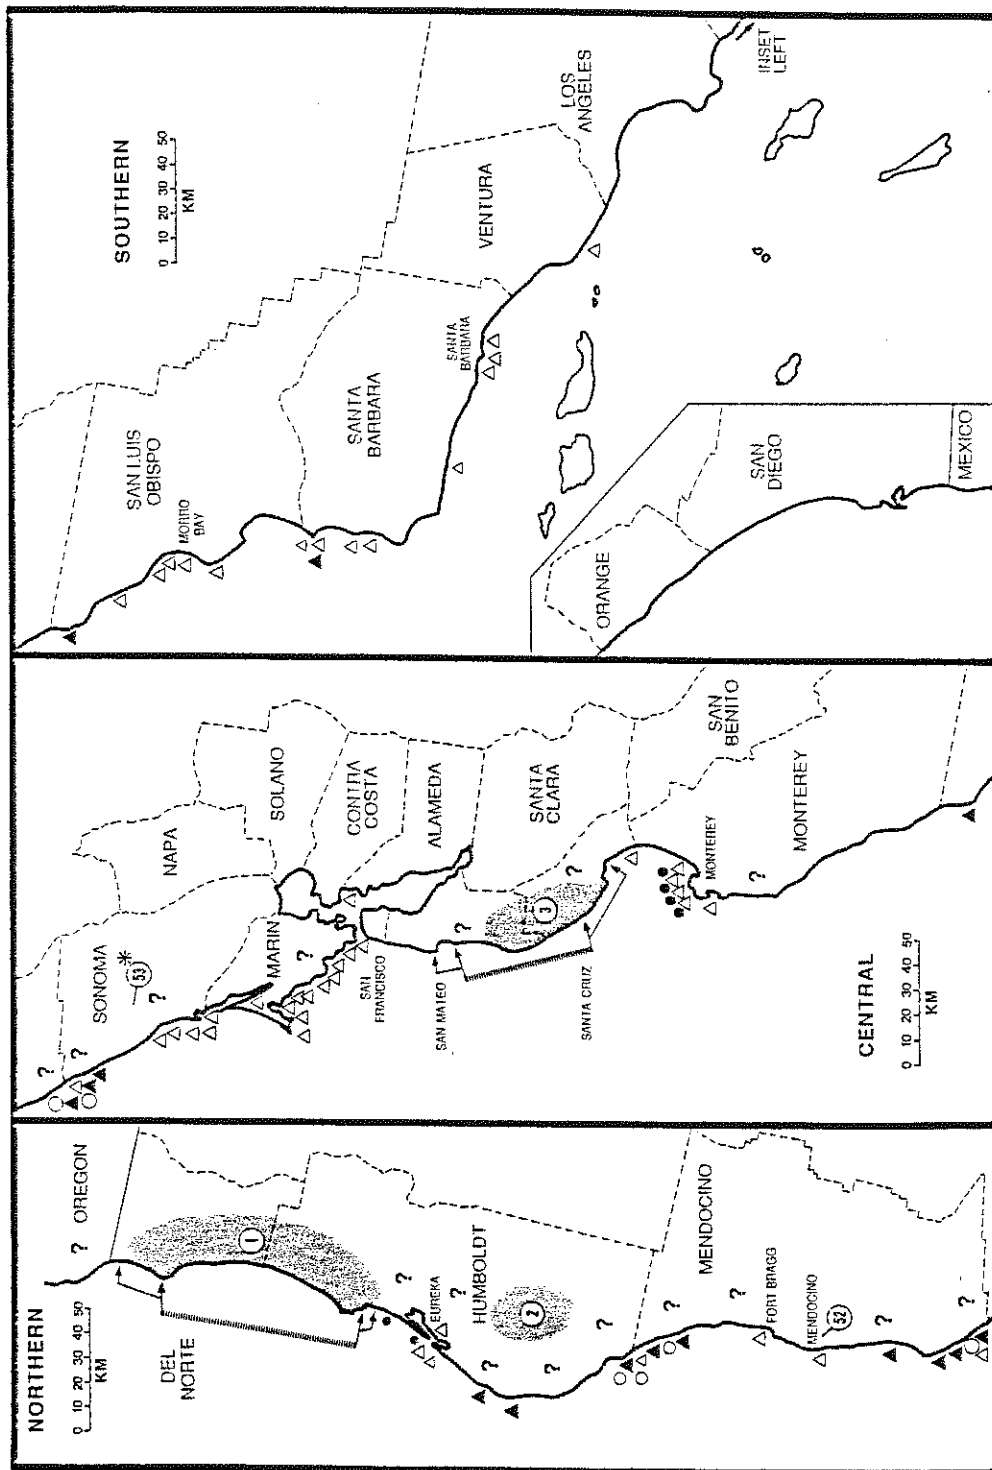 NORTHERN
0 10 20 30 40 50
KM
? OREGON
?
DEL
NORTE
1
?
EUREKA
?
HUMBOLDT
2
?
?
?
?
?
MENDOCINO
FORT BRAGG
?
MENDOCINO
52
?
?
CENTRAL
0 10 20 30 40 50
KM
?
?
SONOMA
53
?
NAPA
SOLANO
MARIN
?
CONTRA
COSTA
SAN
FRANCISCO
ALAMEDA
?
SAN MATEO
3
SANTA
CLARA
?
SANTA CRUZ
SAN
BENITO
MONTEREY
?
MONTEREY
SOUTHERN
0 10 20 30 40 50
KM
SAN LUIS
OBISPO
MORRO
BAY
SANTA
BARBARA
SANTA
BARBARA
VENTURA
LOS
ANGELES
INSET
LEFT
ORANGE
SAN
DIEGO
MEXICO